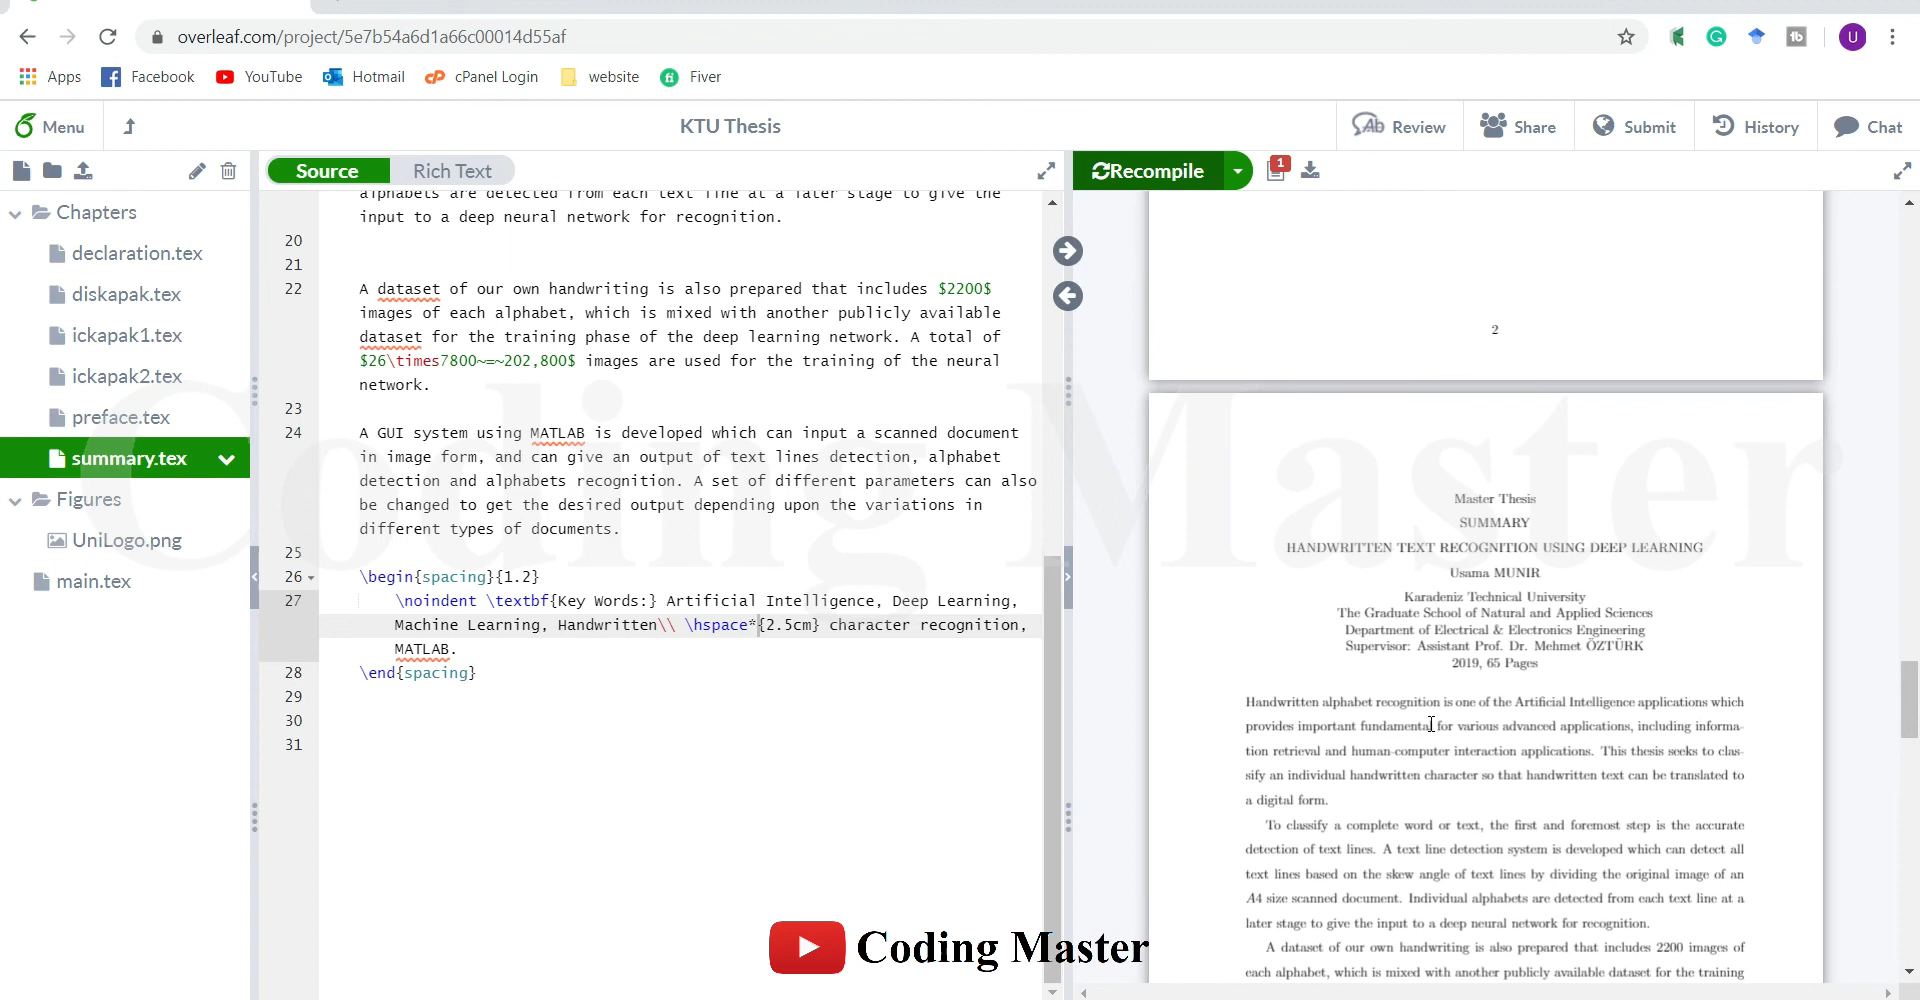 overleaf.com/project/5e7b54a6d1a66c00014d55af
Apps Facebook YouTube Hotmail cPanel Login website Fiver
U
Menu KTU Thesis Review Share Submit History Chat
Source Rich Text Recompile 1
Chapters
declaration.tex
diskapak.tex
ickapak1.tex
ickapak2.tex
preface.tex
summary.tex
Figures
UniLogo.png
main.tex
alphabets are detected from each text line at a later stage to give the
input to a deep neural network for recognition.
20
21
22 A dataset of our own handwriting is also prepared that includes $2200$
images of each alphabet, which is mixed with another publicly available
dataset for the training phase of the deep learning network. A total of
$26\times7800~=~202,800$ images are used for the training of the neural
network.
23
24 A GUI system using MATLAB is developed which can input a scanned document
in image form, and can give an output of text lines detection, alphabet
detection and alphabets recognition. A set of different parameters can also
be changed to get the desired output depending upon the variations in
different types of documents.
25
26 \begin{spacing}{1.2}
27 \noindent \textbf{Key Words:} Artificial Intelligence, Deep Learning,
Machine Learning, Handwritten\\ \hspace*{2.5cm} character recognition,
MATLAB.
28 \end{spacing}
29
30
31
2
Master Thesis
SUMMARY
HANDWRITTEN TEXT RECOGNITION USING DEEP LEARNING
Usama MUNIR
Karadeniz Technical University
The Graduate School of Natural and Applied Sciences
Department of Electrical & Electronics Engineering
Supervisor: Assistant Prof. Dr. Mehmet ÖZTÜRK
2019, 65 Pages
Handwritten alphabet recognition is one of the Artificial Intelligence applications which
provides important fundamental for various advanced applications, including informa-
tion retrieval and human-computer interaction applications. This thesis seeks to clas-
sify an individual handwritten character so that handwritten text can be translated to
a digital form.
To classify a complete word or text, the first and foremost step is the accurate
detection of text lines. A text line detection system is developed which can detect all
text lines based on the skew angle of text lines by dividing the original image of an
A4 size scanned document. Individual alphabets are detected from each text line at a
later stage to give the input to a deep neural network for recognition.
A dataset of our own handwriting is also prepared that includes 2200 images of
each alphabet, which is mixed with another publicly available dataset for the training
Coding Master
Coding Master